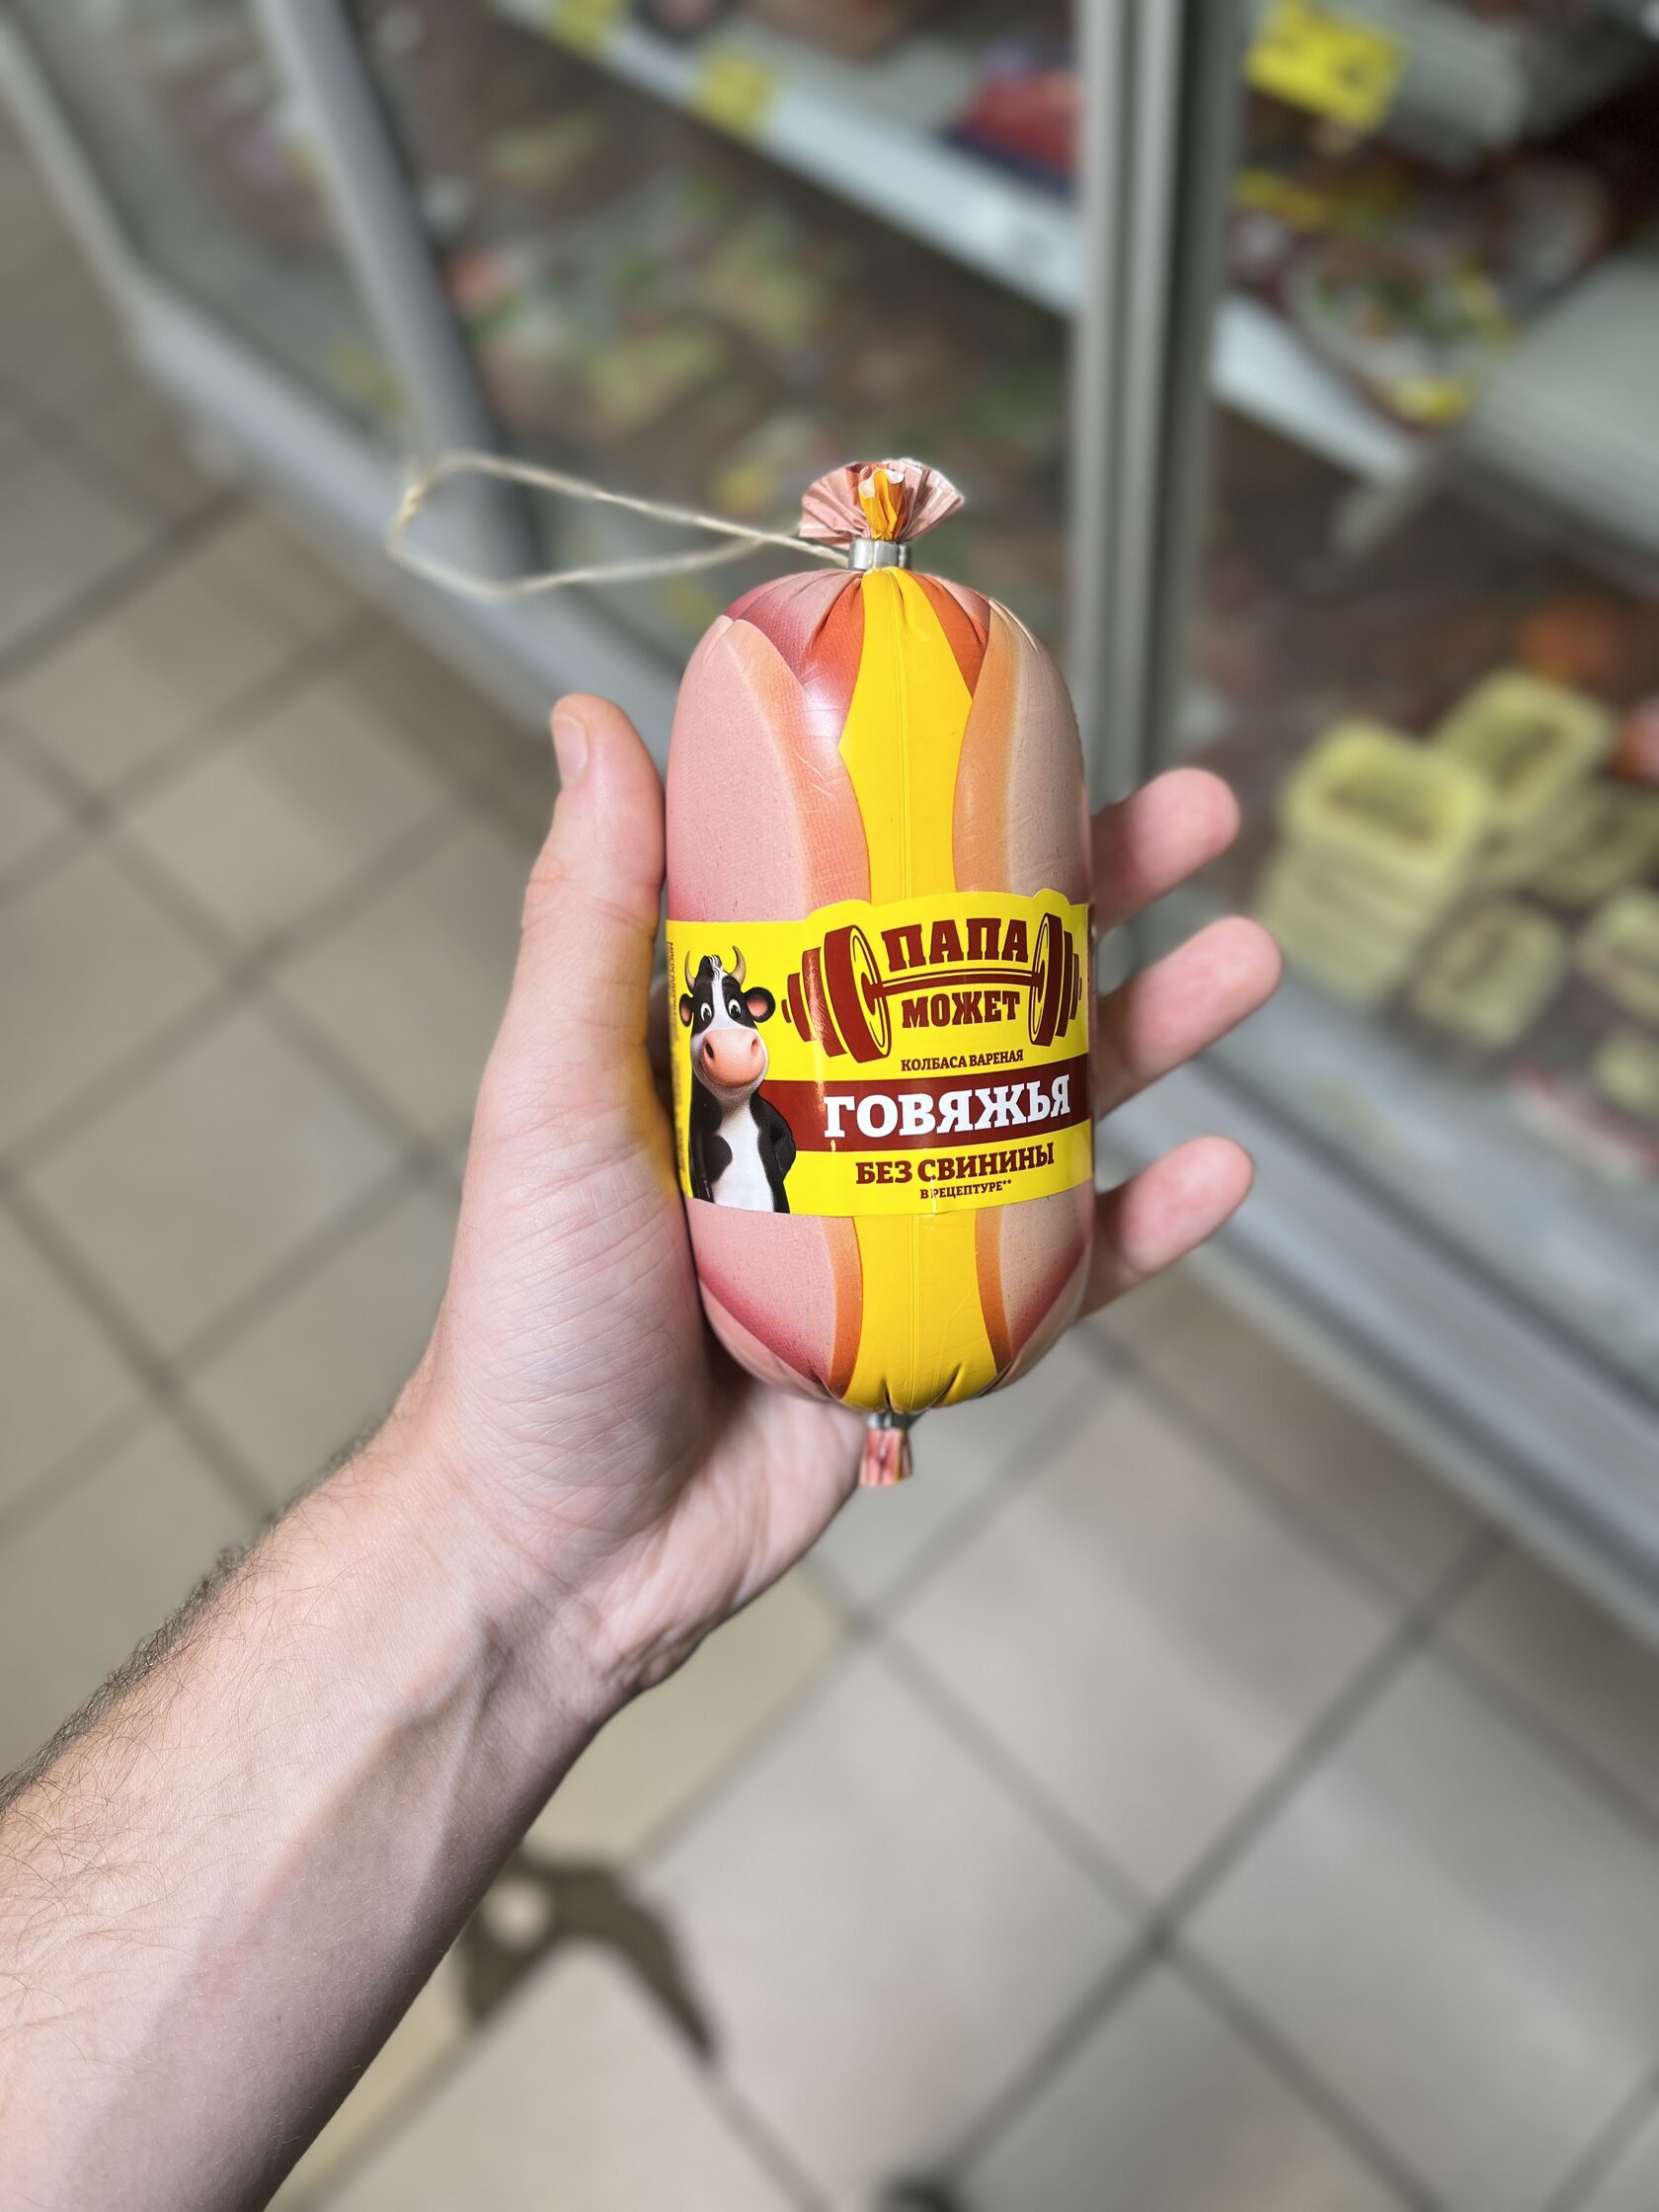 ПАПА
МОЖЕТ
КОЛБАСА ВАРЕНАЯ
ГОВЯЖЬЯ
БЕЗ СВИНИНЫ
В РЕЦЕПТУРЕ**